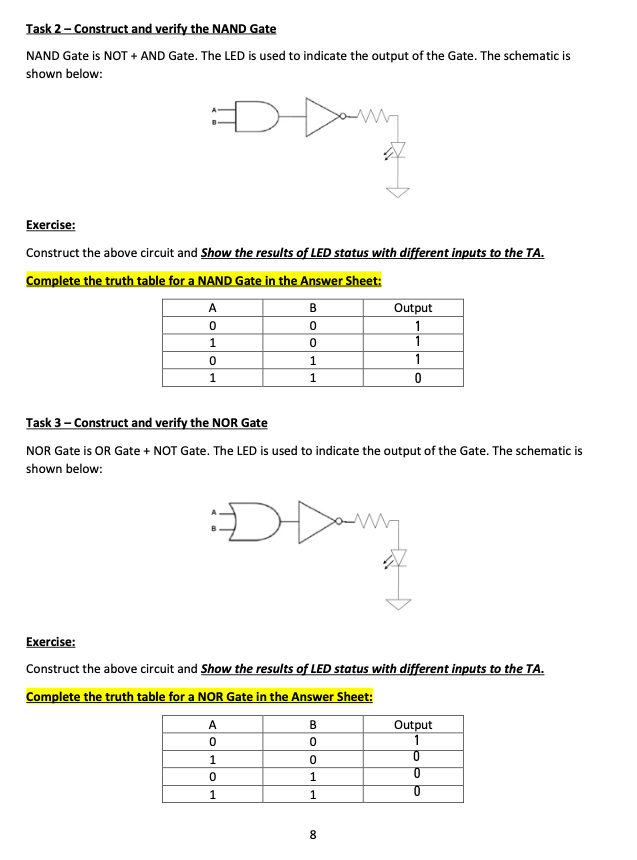 Task 2 – Construct and verify the NAND Gate
NAND Gate is NOT + AND Gate. The LED is used to indicate the output of the Gate. The schematic is
shown below:
A
B
Exercise:
Construct the above circuit and Show the results of LED status with different inputs to the TA.
Complete the truth table for a NAND Gate in the Answer Sheet:
A B Output
0 0 1
1 0 1
0 1 1
1 1 0
Task 3 – Construct and verify the NOR Gate
NOR Gate is OR Gate + NOT Gate. The LED is used to indicate the output of the Gate. The schematic is
shown below:
A
B
Exercise:
Construct the above circuit and Show the results of LED status with different inputs to the TA.
Complete the truth table for a NOR Gate in the Answer Sheet:
A B Output
0 0 1
1 0 0
0 1 0
1 1 0
8